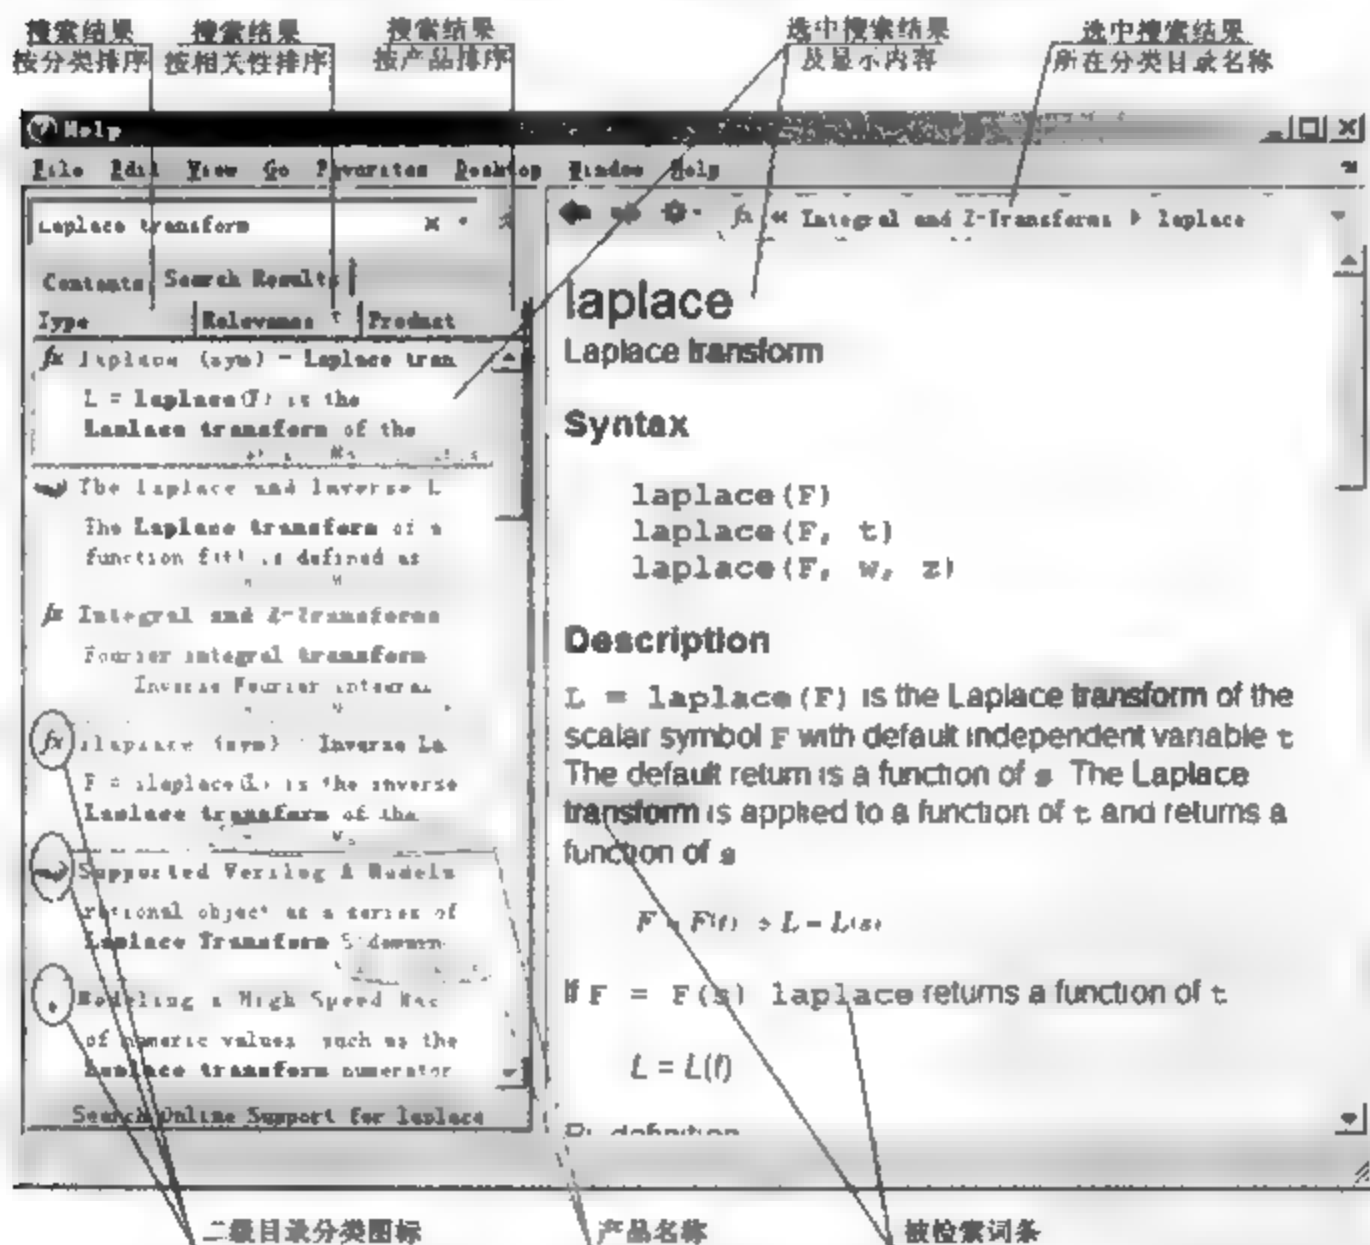 搜索结果 搜索结果 搜索结果 选中搜索结果 选中搜索结果
按分类排序 按相关性排序 按产品排序 及显示内容 所在分类目录名称
Help
File Edit View Go Favorites Desktop Window Help
laplace transform
fx « Integral and Z-Transforms ▶ laplace
Contents Search Results
Type Relevance Product
fx laplace (sym) - Laplace tran
L = laplace(F) is the
Laplace transform of the
The Laplace and Inverse L
The Laplace transform of a
function f(t) is defined as
fx Integral and Z-Transforms
Fourier integral transform
Inverse Fourier integral
fx ilaplace (sym) Inverse La
F = ilaplace(L) is the inverse
Laplace transform of the
Supported Verilog A Models
rational object as a series of
Laplace Transform S domain
Modeling a High Speed Bac
of numeric values such as the
Laplace transform numerator
Search Online Support for laplace
laplace
Laplace transform
Syntax
laplace(F)
laplace(F, t)
laplace(F, w, z)
Description
L = laplace(F) is the Laplace transform of the
scalar symbol F with default independent variable t
The default return is a function of s The Laplace
transform is applied to a function of t and returns a
function of s
F = F(t) ⇒ L = L(s)
If F = F(s) laplace returns a function of t
L = L(t)
By definition
二级目录分类图标 产品名称 被检索词条